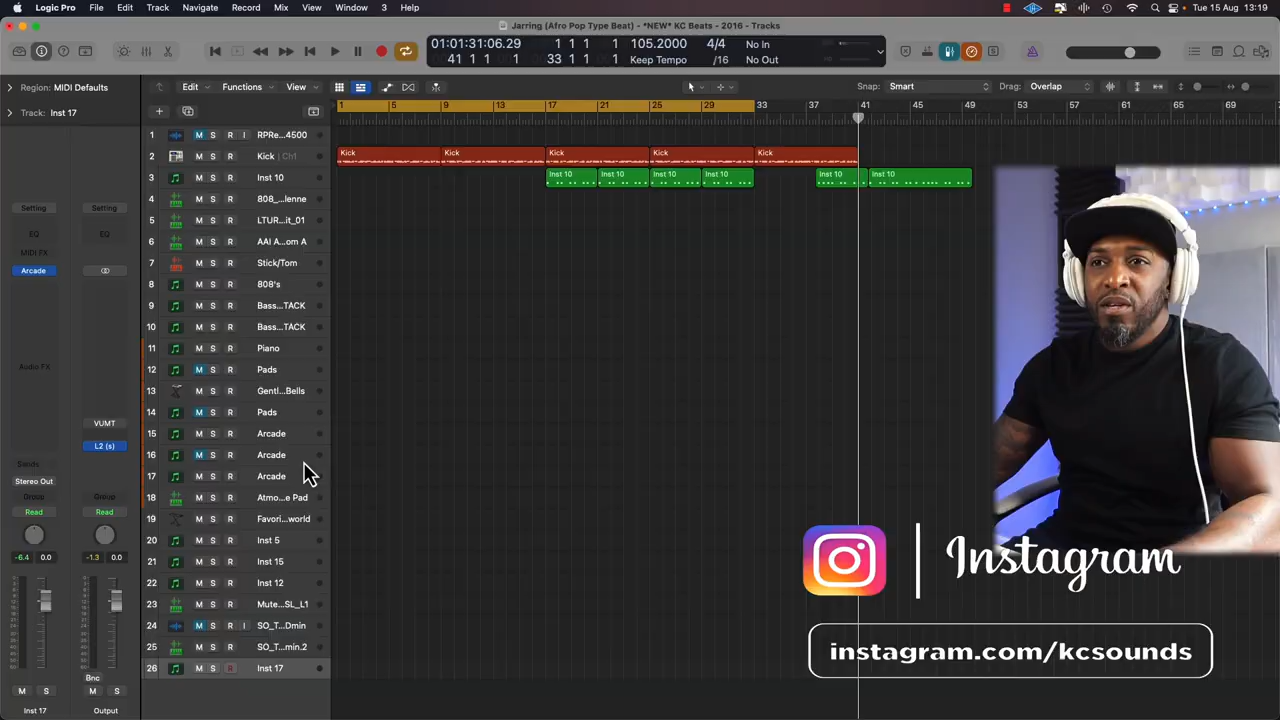 Logic Pro File Edit Track Navigate Record Mix View Window 3 Help Tue 15 Aug 13:19
Jarring (Afro Pop Type Beat) - *NEW* KC Beats - 2016 - Tracks
01:01:31:06.29 1 1 1 105.2000 4/4 No In
41 1 1 33 Keep Tempo /16 No Out
Region: MIDI Defaults
Track: Inst 17
Edit Functions View Snap: Smart Drag: Overlap
1 5 9 13 17 21 25 29 33 37 41 45 49 53 57 61 65 69
1 M S R I RPRe...4500
2 M S R Kick | Ch1
3 M S R Inst 10
4 M S R 808_...lenne
5 M S R LTUR...it_01
6 M S R AAI A...om A
7 M S R Stick/Tom
8 M S R 808's
9 M S R Bass...TACK
10 M S R Bass...TACK
11 M S R Piano
12 M S R Pads
13 M S R Gentl...Bells
14 M S R Pads
15 M S R Arcade
16 M S R Arcade
17 M S R Arcade
18 M S R Atmo...e Pad
19 M S R Favori...world
20 M S R Inst 5
21 M S R Inst 15
22 M S R Inst 12
23 M S R Mute...SL_L1
24 M S R I SO_T...Dmin
25 M S R SO_T...min.2
26 M S R Inst 17
Kick Kick Kick Kick Kick
Inst 10 Inst 10 Inst 10 Inst 10 Inst 10 Inst 10
Setting Setting
EQ EQ
MIDI FX
Arcade
Audio FX
VUMT
L2 (s)
Sends
Stereo Out
Group Group
Read Read
-6.4 0.0 -1.3 0.0
Bnc
M S M S
Inst 17 Output
Instagram
instagram.com/kcsounds